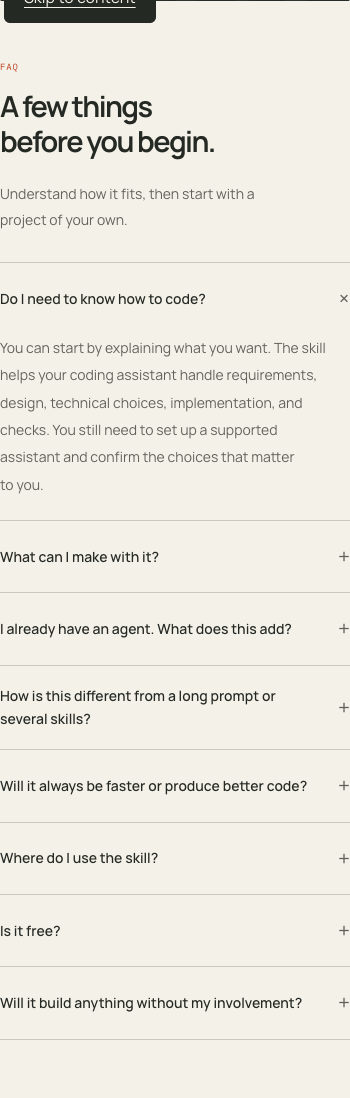 Skip to content
FAQ
A few things
before you begin.
Understand how it fits, then start with a
project of your own.
Do I need to know how to code?
You can start by explaining what you want. The skill
helps your coding assistant handle requirements,
design, technical choices, implementation, and
checks. You still need to set up a supported
assistant and confirm the choices that matter
to you.
What can I make with it?
I already have an agent. What does this add?
How is this different from a long prompt or
several skills?
Will it always be faster or produce better code?
Where do I use the skill?
Is it free?
Will it build anything without my involvement?